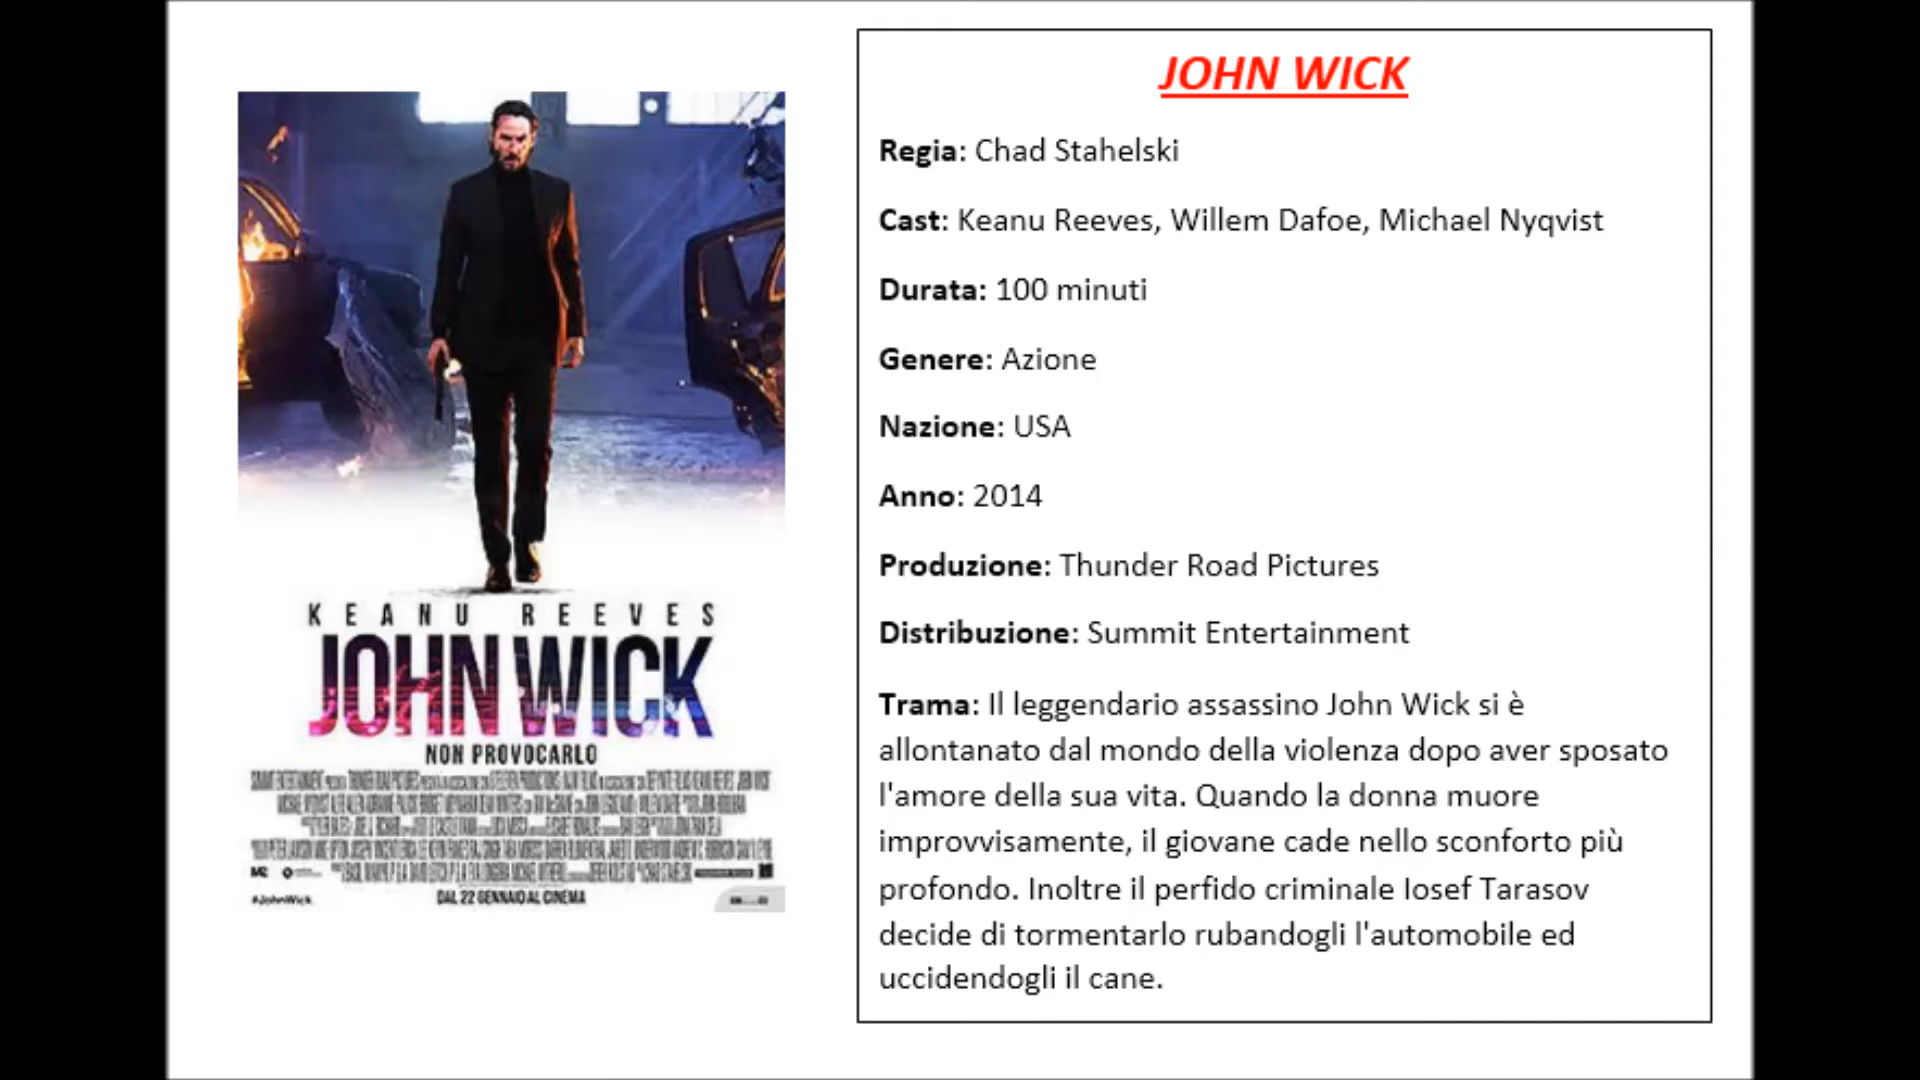 JOHN WICK
Regia: Chad Stahelski
Cast: Keanu Reeves, Willem Dafoe, Michael Nyqvist
Durata: 100 minuti
Genere: Azione
Nazione: USA
Anno: 2014
Produzione: Thunder Road Pictures
Distribuzione: Summit Entertainment
Trama: Il leggendario assassino John Wick si è
allontanato dal mondo della violenza dopo aver sposato
l'amore della sua vita. Quando la donna muore
improvvisamente, il giovane cade nello sconforto più
profondo. Inoltre il perfido criminale Iosef Tarasov
decide di tormentarlo rubandogli l'automobile ed
uccidendogli il cane.
KEANU REEVES
JOHN WICK
NON PROVOCARLO
#JohnWick
DAL 22 GENNAIO AL CINEMA